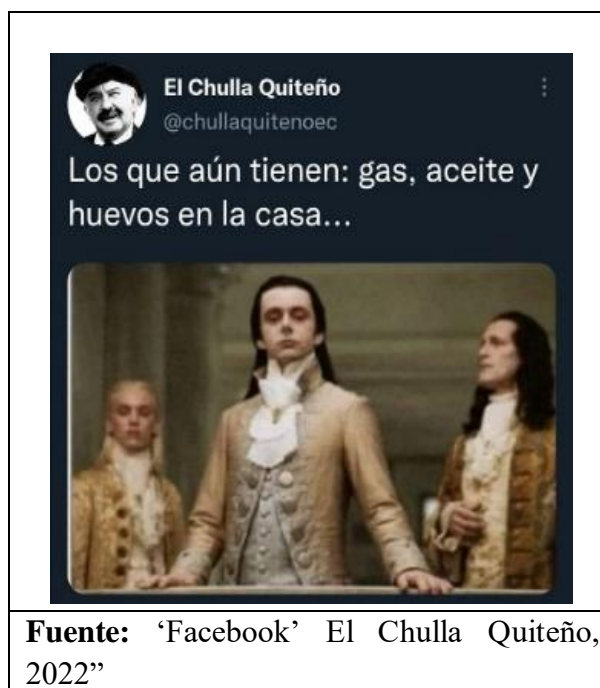 El Chulla Quiteño
@chullaquitenoec
Los que aún tienen: gas, aceite y
huevos en la casa...
Fuente: ‘Facebook’ El Chulla Quiteño,
2022”